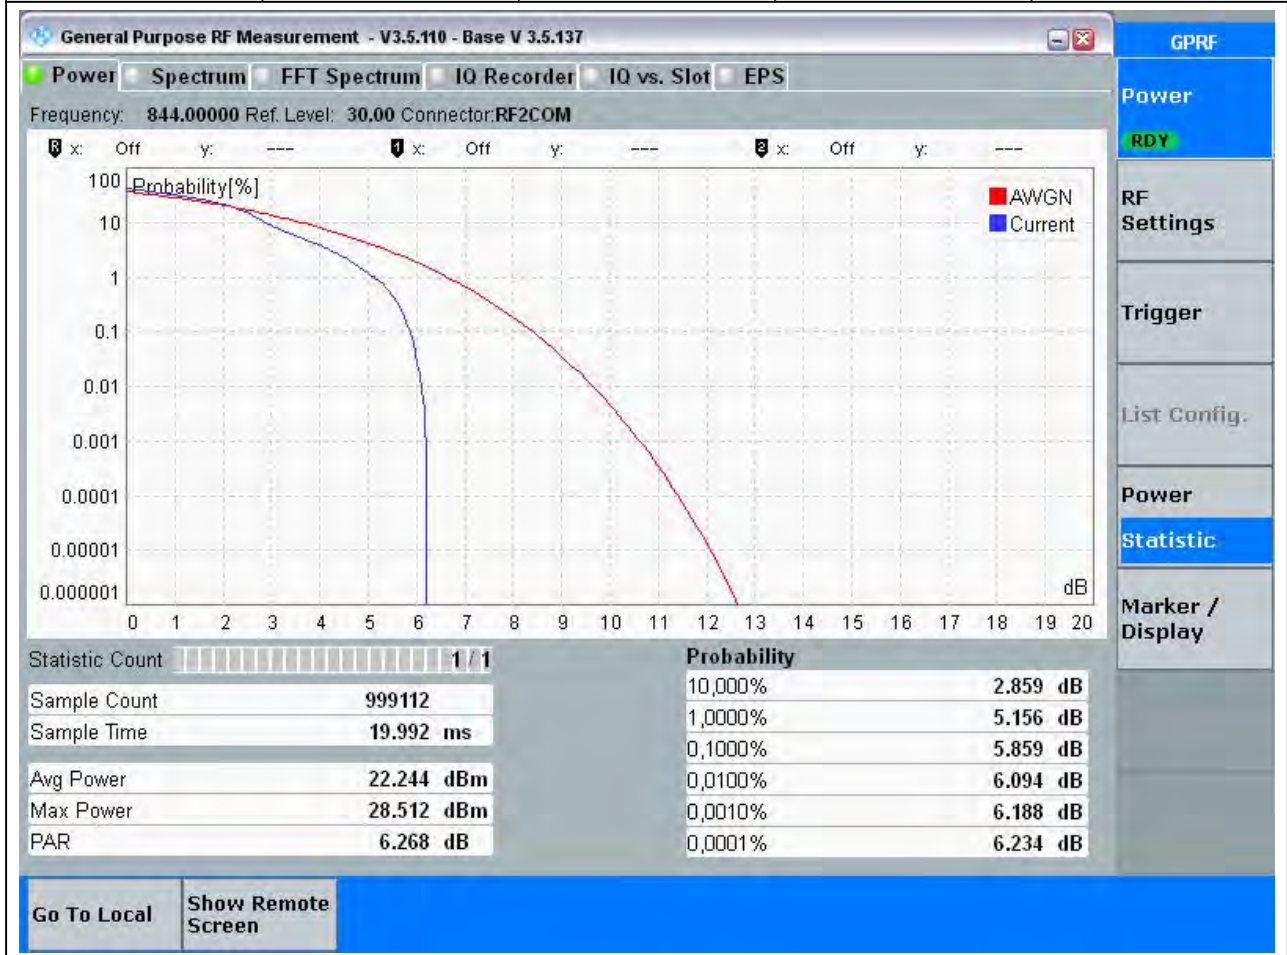 General Purpose RF Measurement - V3.5.110 - Base V 3.5.137
GPRF
Power Spectrum FFT Spectrum IQ Recorder IQ vs. Slot EPS
Frequency: 844.00000 Ref. Level: 30.00 Connector:RF2COM
R x: Off y: --- 1 x: Off y: --- 2 x: Off y: ---
Probability[%]
AWGN
Current
100
10
1
0.1
0.01
0.001
0.0001
0.00001
0.000001
dB
0 1 2 3 4 5 6 7 8 9 10 11 12 13 14 15 16 17 18 19 20
Statistic Count 1 / 1
Sample Count 999112
Sample Time 19.992 ms
Avg Power 22.244 dBm
Max Power 28.512 dBm
PAR 6.268 dB
Probability
10,000% 2.859 dB
1,0000% 5.156 dB
0,1000% 5.859 dB
0,0100% 6.094 dB
0,0010% 6.188 dB
0,0001% 6.234 dB
Power
RDY
RF
Settings
Trigger
List Config.
Power
Statistic
Marker /
Display
Go To Local
Show Remote
Screen